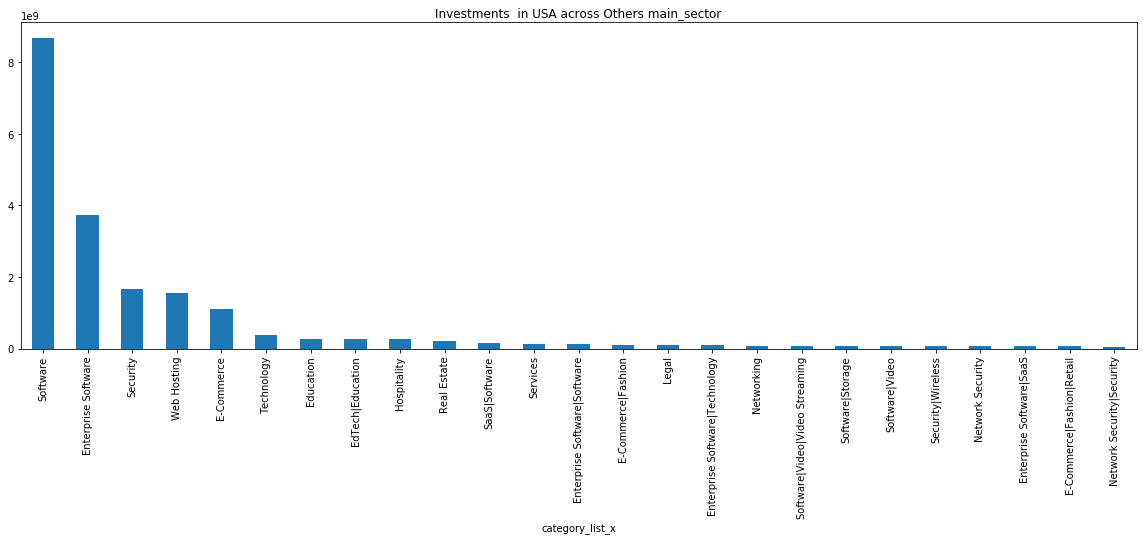 Investments  in USA across Others main_sector
1e9
8
6
4
2
0
Software
Enterprise Software
Security
Web Hosting
E-Commerce
Technology
Education
EdTech|Education
Hospitality
Real Estate
SaaS|Software
Services
Enterprise Software|Software
E-Commerce|Fashion
Legal
Enterprise Software|Technology
Networking
Software|Video|Video Streaming
Software|Storage
Software|Video
Security|Wireless
Network Security
Enterprise Software|SaaS
E-Commerce|Fashion|Retail
Network Security|Security
category_list_x